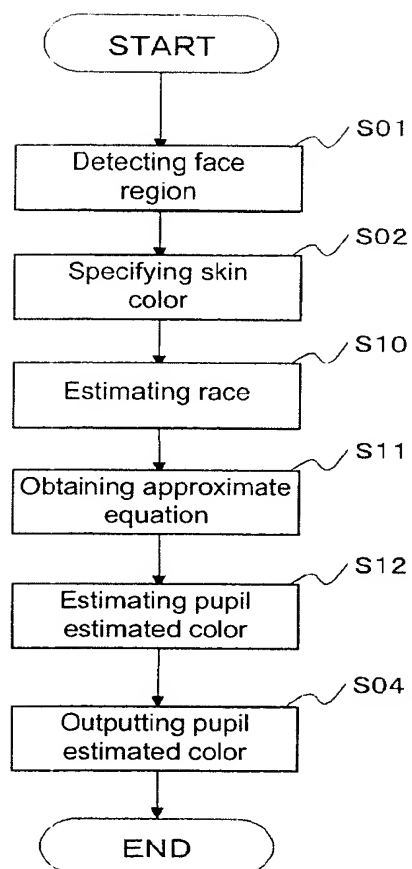 START
S01
Detecting face
region
S02
Specifying skin
color
S10
Estimating race
S11
Obtaining approximate
equation
S12
Estimating pupil
estimated color
S04
Outputting pupil
estimated color
END